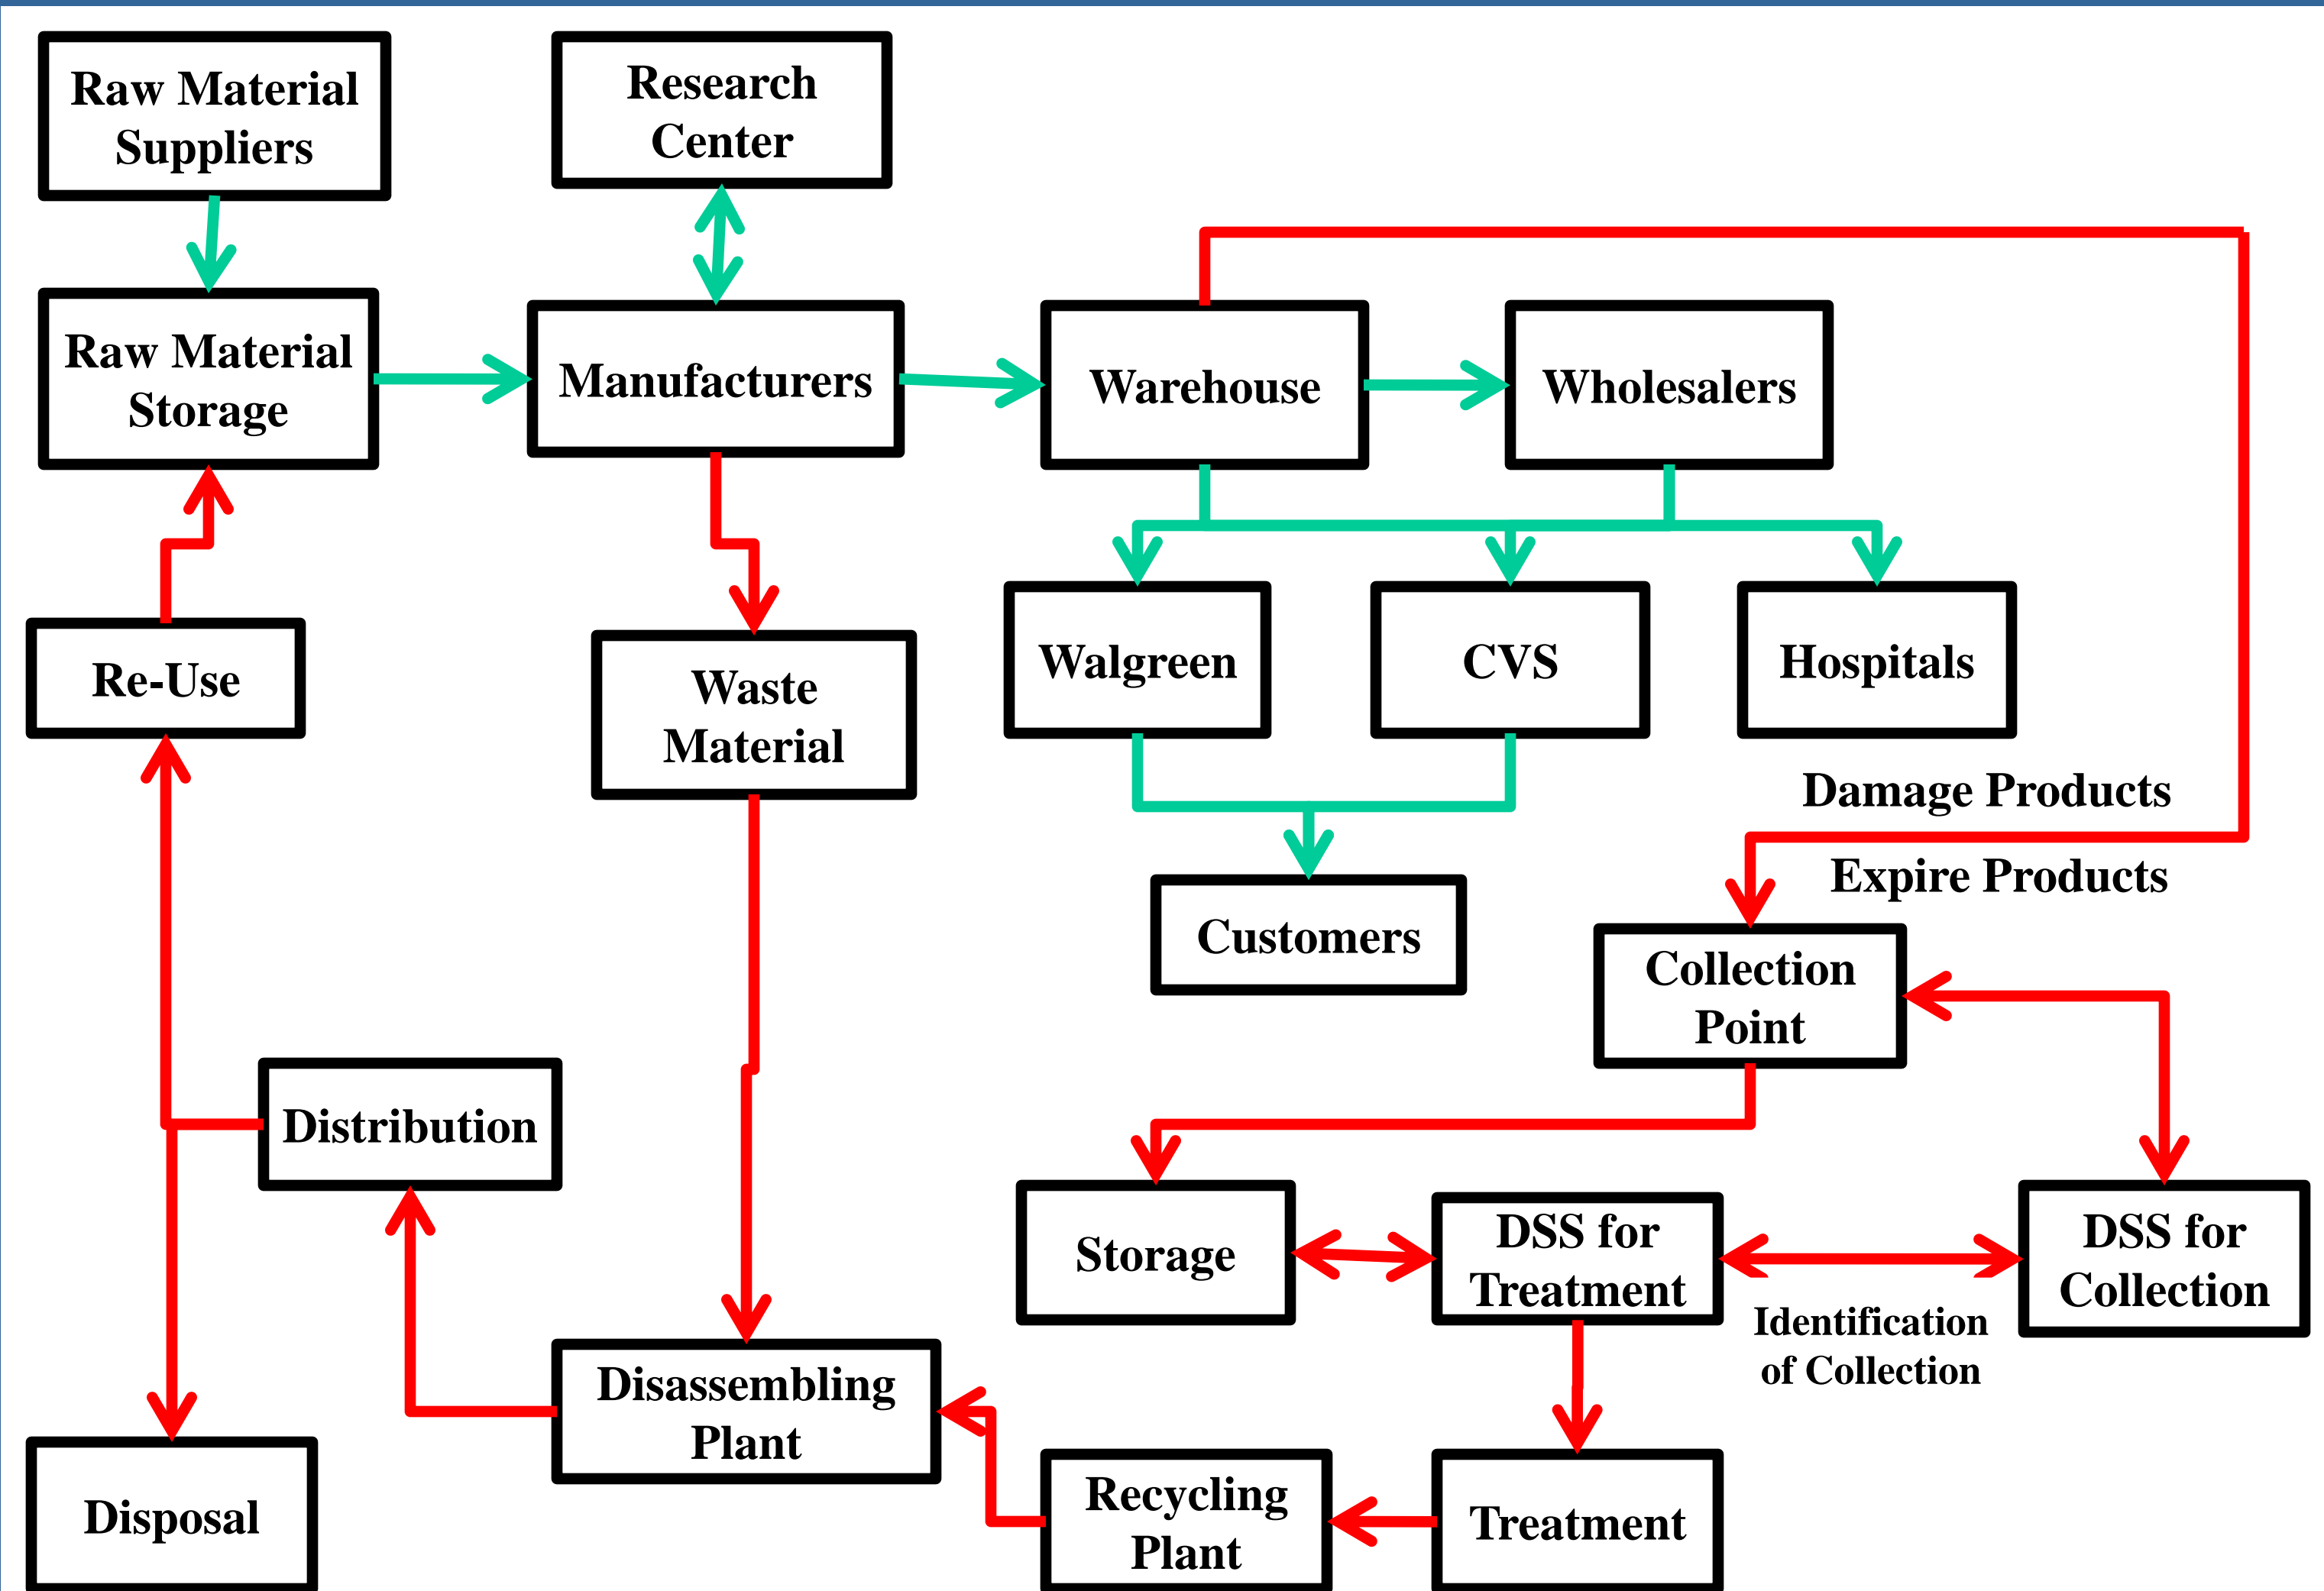 Raw Material
Suppliers
Research
Center
Raw Material
Storage
Manufacturers
Warehouse
Wholesalers
Re-Use
Waste
Material
Walgreen
CVS
Hospitals
Damage Products
Expire Products
Customers
Collection
Point
Distribution
Storage
DSS for
Treatment
DSS for
Collection
Identification
of Collection
Disassembling
Plant
Disposal
Recycling
Plant
Treatment